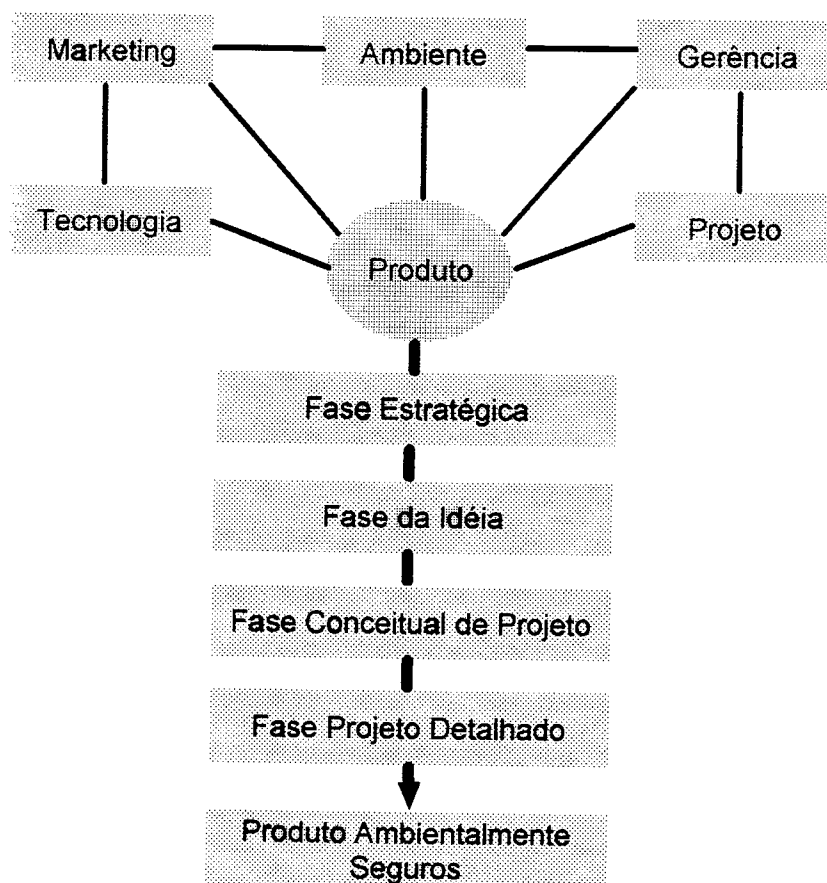 Marketing
Ambiente
Gerência
Tecnologia
Projeto
Produto
Fase Estratégica
Fase da Idéia
Fase Conceitual de Projeto
Fase Projeto Detalhado
Produto Ambientalmente
Seguros